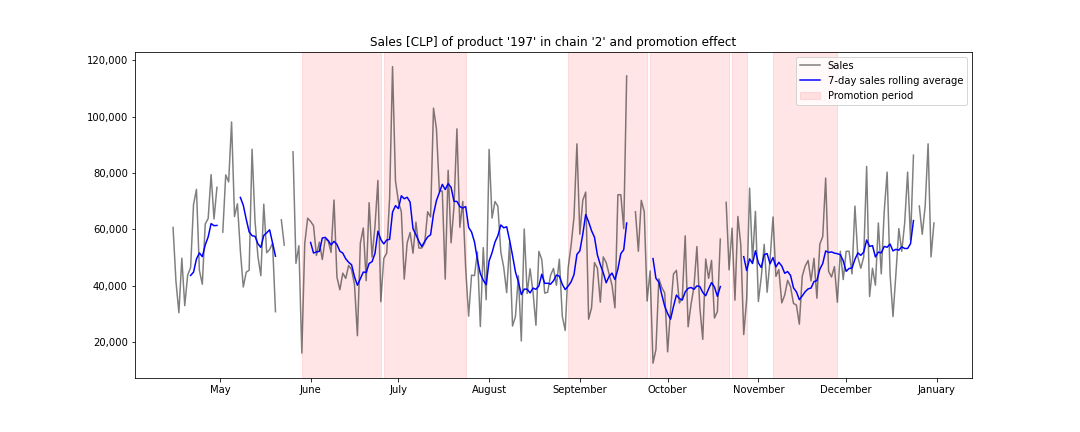 Sales [CLP] of product '197' in chain '2' and promotion effect
120,000
100,000
80,000
60,000
40,000
20,000
Sales
7-day sales rolling average
Promotion period
May
June
July
August
September
October
November
December
January